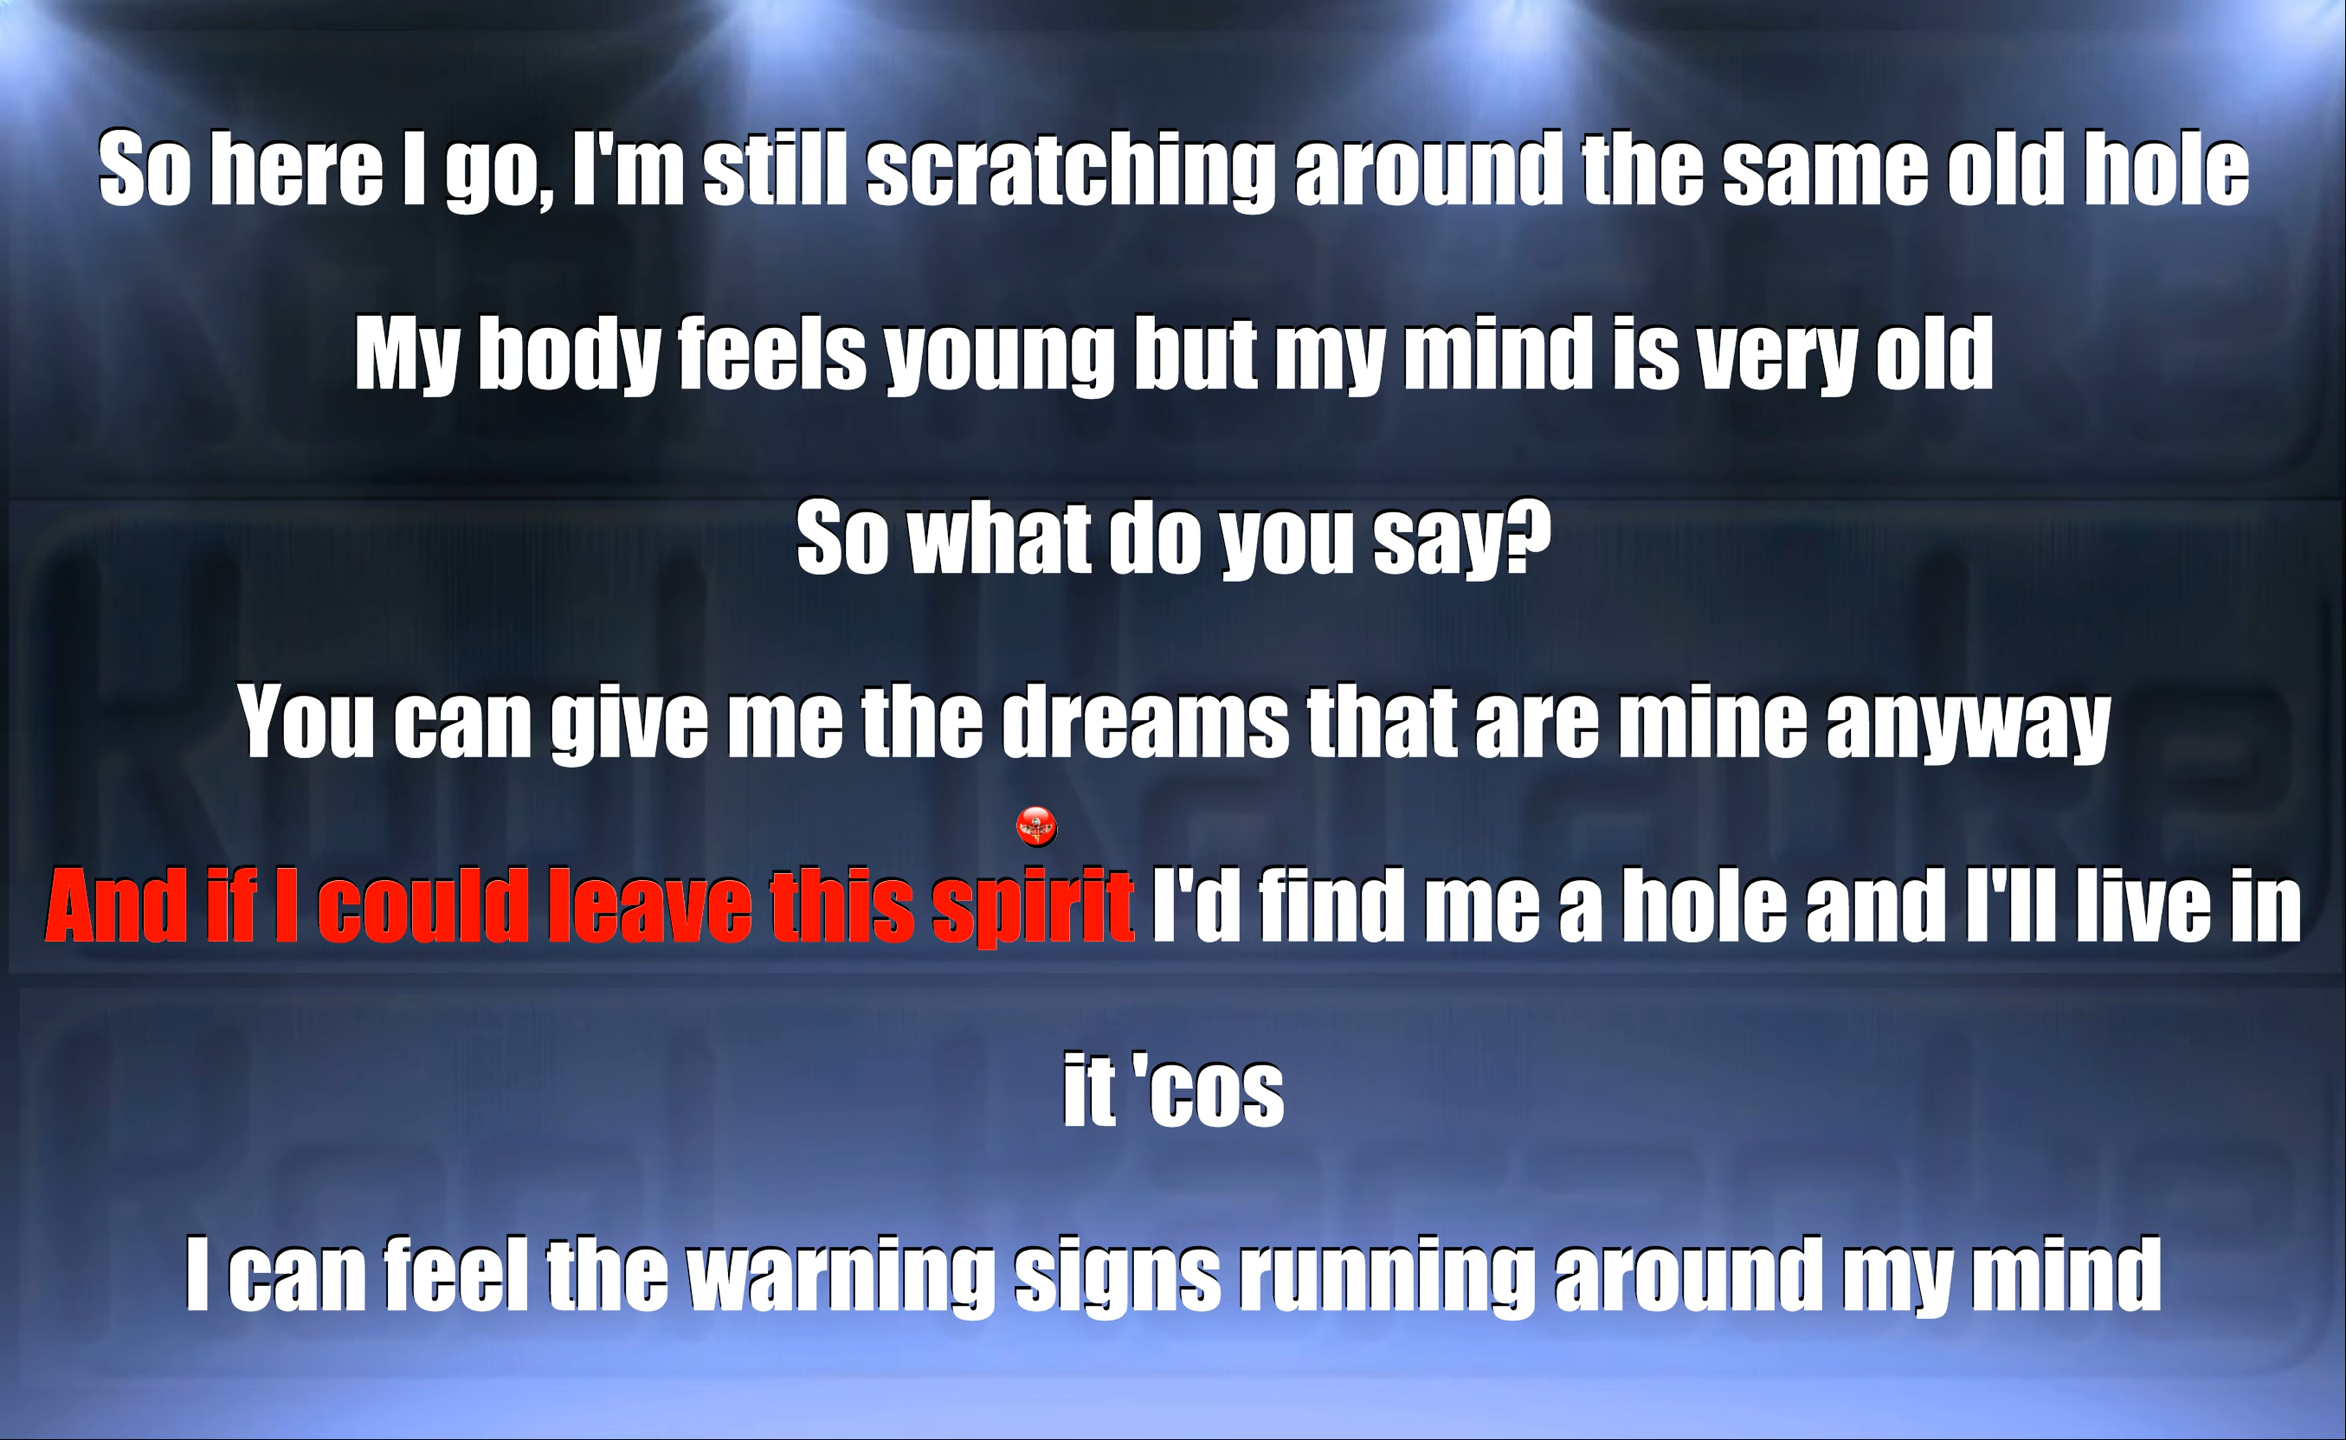 So here I go, I'm still scratching around the same old hole
My body feels young but my mind is very old
So what do you say?
You can give me the dreams that are mine anyway
And if I could leave this spirit I'd find me a hole and I'll live in
it 'cos
I can feel the warning signs running around my mind